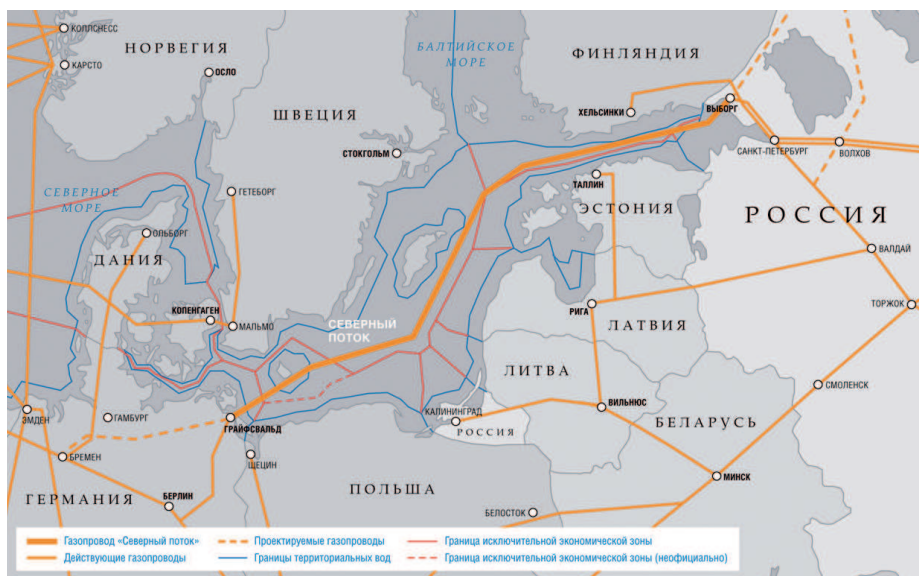 КОЛЛСНЕСС
НОРВЕГИЯ
КАРСТО
ОСЛО
БАЛТИЙСКОЕ
МОРЕ
ФИНЛЯНДИЯ
ШВЕЦИЯ
ХЕЛЬСИНКИ
ВЫБОРГ
СТОКГОЛЬМ
САНКТ-ПЕТЕРБУРГ
ВОЛХОВ
СЕВЕРНОЕ
МОРЕ
ГЕТЕБОРГ
ТАЛЛИН
ЭСТОНИЯ
РОССИЯ
ОЛЬБОРГ
ДАНИЯ
ВАЛДАЙ
КОПЕНГАГЕН
МАЛЬМО
СЕВЕРНЫЙ
ПОТОК
РИГА
ЛАТВИЯ
ТОРЖОК
ЛИТВА
СМОЛЕНСК
ЭМДЕН
ГАМБУРГ
ГРАЙФСВАЛЬД
КАЛИНИНГРАД
РОССИЯ
ВИЛЬНЮС
БЕЛАРУСЬ
БРЕМЕН
ЩЕЦИН
ГЕРМАНИЯ
БЕРЛИН
ПОЛЬША
МИНСК
БЕЛОСТОК
Газопровод «Северный поток»
Проектируемые газопроводы
Граница исключительной экономической зоны
Действующие газопроводы
Границы территориальных вод
Граница исключительной экономической зоны (неофициально)